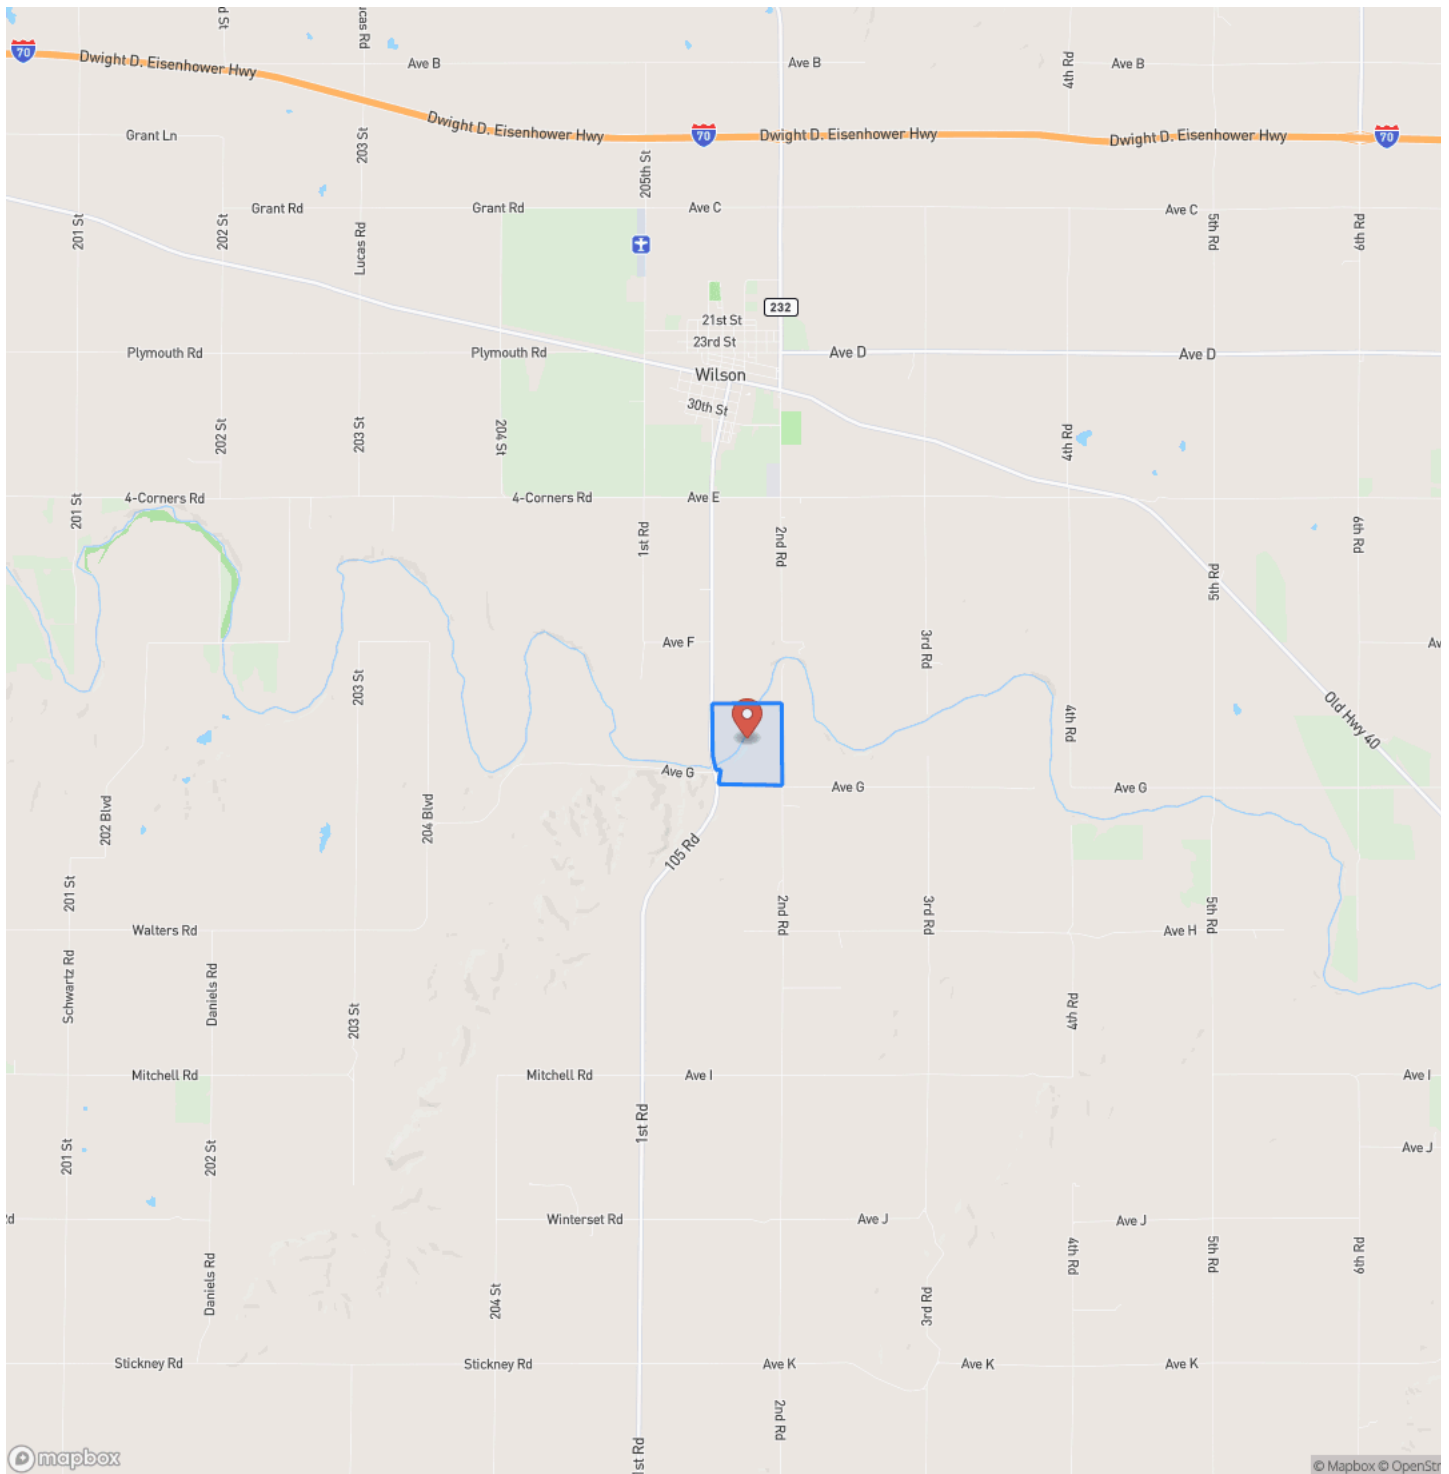 70
Dwight D. Eisenhower Hwy
Ave B
Ave B
4th Rd
Ave B
Dwight D. Eisenhower Hwy
70
Dwight D. Eisenhower Hwy
Dwight D. Eisenhower Hwy
70
Grant Ln
203 St
205th St
Grant Rd
Grant Rd
Ave C
Ave C
201 St
202 St
Lucas Rd
5th Rd
6th Rd
232
21st St
23rd St
Plymouth Rd
Plymouth Rd
Ave D
Ave D
Wilson
30th St
202 St
203 St
204 St
4th Rd
4-Corners Rd
4-Corners Rd
Ave E
201 St
1st Rd
2nd Rd
6th Rd
5th Rd
Ave F
3rd Rd
203 St
4th Rd
Old Hwy 40
Ave G
Ave G
Ave G
202 Blvd
204 Blvd
105 Rd
201 St
2nd Rd
3rd Rd
5th Rd
Walters Rd
Ave H
Schwartz Rd
Daniels Rd
203 St
4th Rd
Mitchell Rd
Mitchell Rd
Ave I
Ave I
1st Rd
201 St
202 St
Ave J
Winterset Rd
Ave J
Ave J
Daniels Rd
204 St
3rd Rd
4th Rd
5th Rd
6th Rd
Stickney Rd
Stickney Rd
Ave K
Ave K
Ave K
2nd Rd
1st Rd
mapbox
© Mapbox © OpenStr